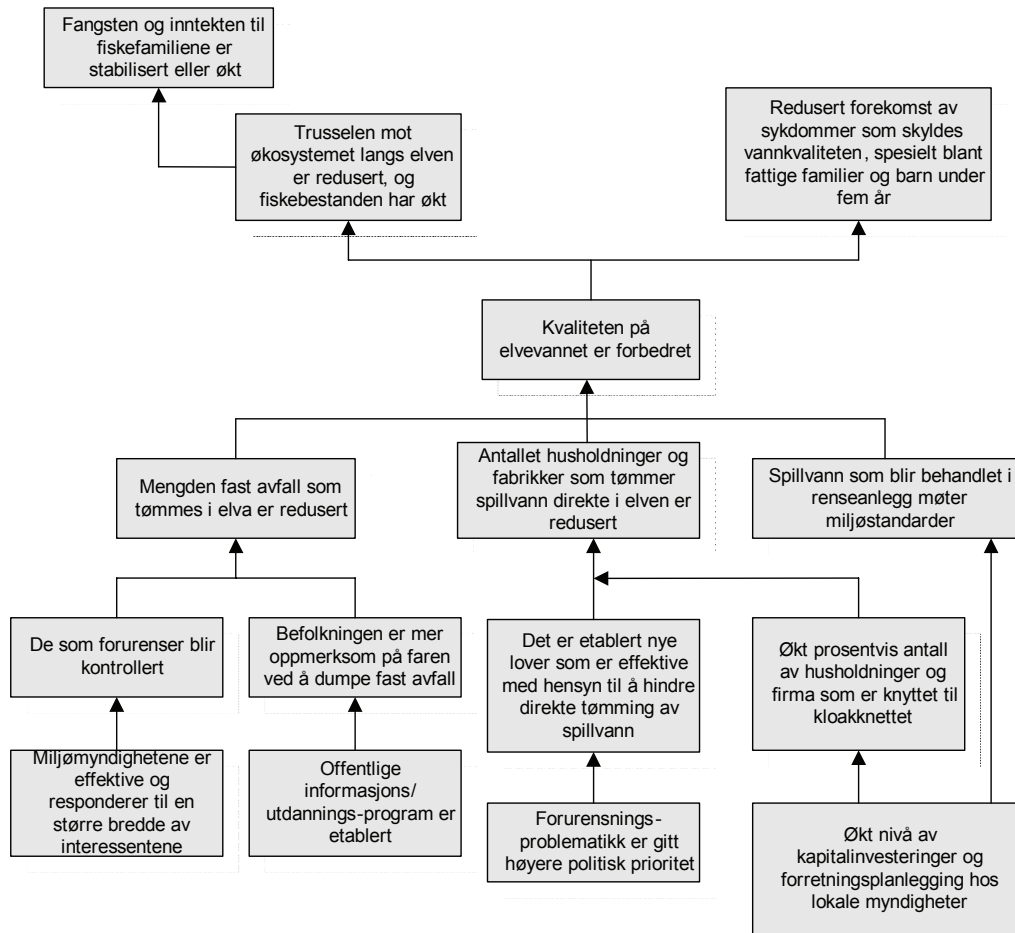 Fangsten og inntekten til
fiskefamiliene er
stabilisert eller økt
Trusselen mot
økosystemet langs elven
er redusert, og
fiskebestanden har økt
Redusert forekomst av
sykdommer som skyldes
vannkvaliteten, spesielt blant
fattige familier og barn under
fem år
Kvaliteten på
elvevannet er forbedret
Mengden fast avfall som
tømmes i elva er redusert
Antallet husholdninger og
fabrikker som tømmer
spillvann direkte i elven er
redusert
Spillvann som blir behandlet i
renseanlegg møter
miljøstandarder
De som forurenser blir
kontrollert
Befolkningen er mer
oppmerksom på faren
ved å dumpe fast avfall
Det er etablert nye
lover som er effektive
med hensyn til å hindre
direkte tømming av
spillvann
Økt prosentvis antall
av husholdninger og
firma som er knyttet til
kloakknettet
Miljømyndighetene er
effektive og
responderer til en
større bredde av
interessentene
Offentlige
informasjons/
utdannings-program er
etablert
Forurensnings-
problematikk er gitt
høyere politisk prioritet
Økt nivå av
kapitalinvesteringer og
forretningsplanlegging hos
lokale myndigheter